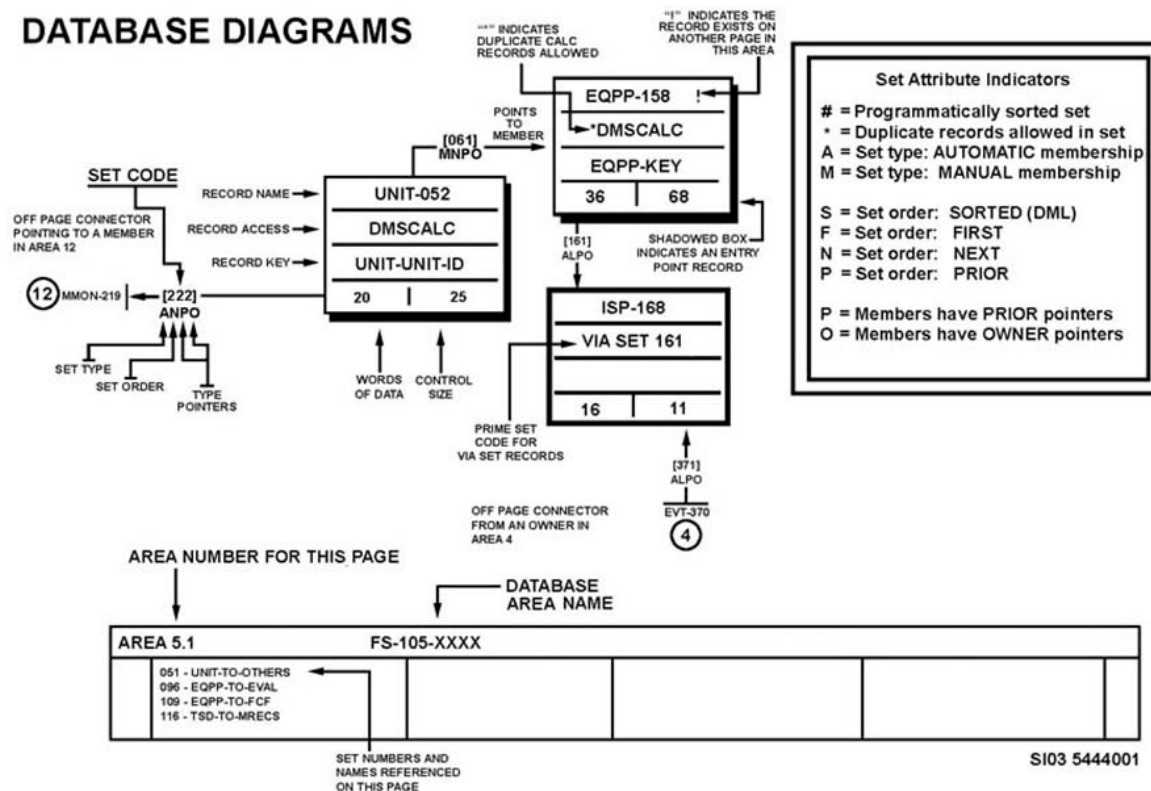 DATABASE DIAGRAMS
"*" INDICATES
DUPLICATE CALC
RECORDS ALLOWED
"!" INDICATES THE
RECORD EXISTS ON
ANOTHER PAGE IN
THIS AREA
EQPP-158 !
*DMSCALC
EQPP-KEY
36 68
POINTS
TO
MEMBER
[061]
MNPO
SET CODE
OFF PAGE CONNECTOR
POINTING TO A MEMBER
IN AREA 12
RECORD NAME
RECORD ACCESS
RECORD KEY
UNIT-052
DMSCALC
UNIT-UNIT-ID
20 25
12 MMON-219
[222]
ANPO
SET TYPE
SET ORDER
TYPE
POINTERS
WORDS
OF DATA
CONTROL
SIZE
[161]
ALPO
SHADOWED BOX
INDICATES AN ENTRY
POINT RECORD
ISP-168
VIA SET 161
16 11
PRIME SET
CODE FOR
VIA SET RECORDS
[371]
ALPO
EVT-370
4
OFF PAGE CONNECTOR
FROM AN OWNER IN
AREA 4
Set Attribute Indicators
# = Programmatically sorted set
* = Duplicate records allowed in set
A = Set type: AUTOMATIC membership
M = Set type: MANUAL membership
S = Set order: SORTED (DML)
F = Set order: FIRST
N = Set order: NEXT
P = Set order: PRIOR
P = Members have PRIOR pointers
O = Members have OWNER pointers
AREA NUMBER FOR THIS PAGE
DATABASE
AREA NAME
AREA 5.1 FS-105-XXXX
051 - UNIT-TO-OTHERS
096 - EQPP-TO-EVAL
109 - EQPP-TO-FCF
116 - TSD-TO-MRECS
SET NUMBERS AND
NAMES REFERENCED
ON THIS PAGE
SI03 5444001